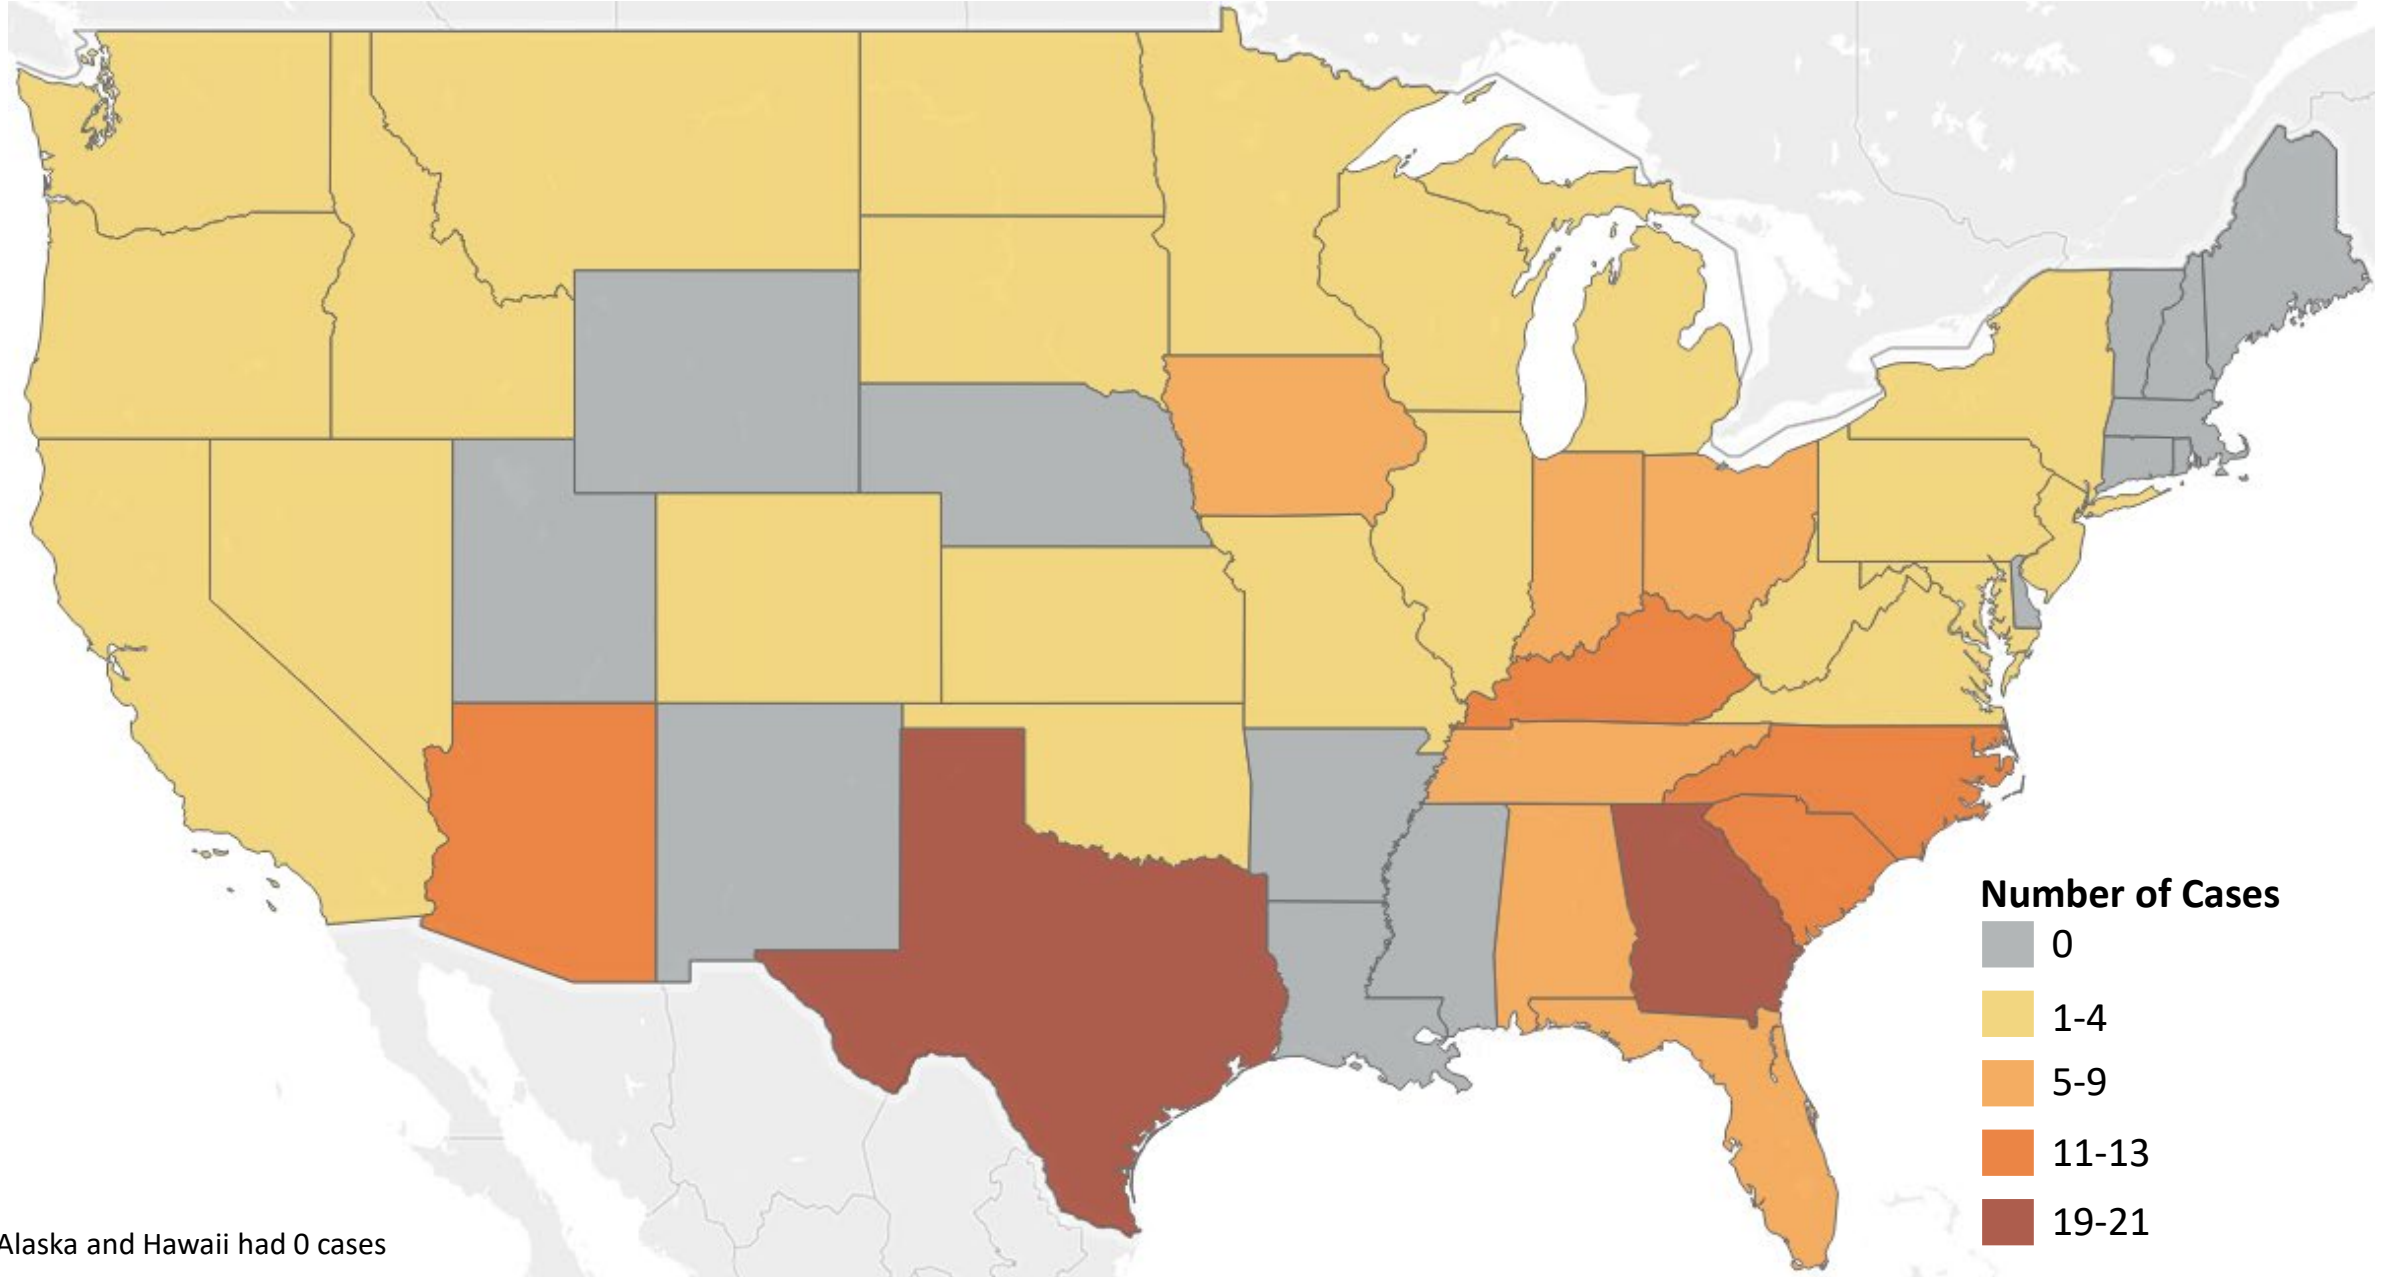 Number of Cases
0
1-4
5-9
11-13
19-21
Alaska and Hawaii had 0 cases